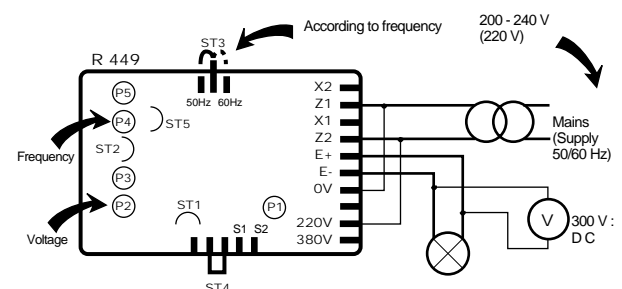 According to frequency
200 - 240 V
(220 V)
ST3
R 449
50Hz 60Hz
P5
P4
ST5
ST2
P3
P2
Frequency
Voltage
ST1
P1
S1 S2
ST4
X2
Z1
X1
Z2
E+
E-
0V
220V
380V
Mains
(Supply
50/60 Hz)
V
300 V :
D C